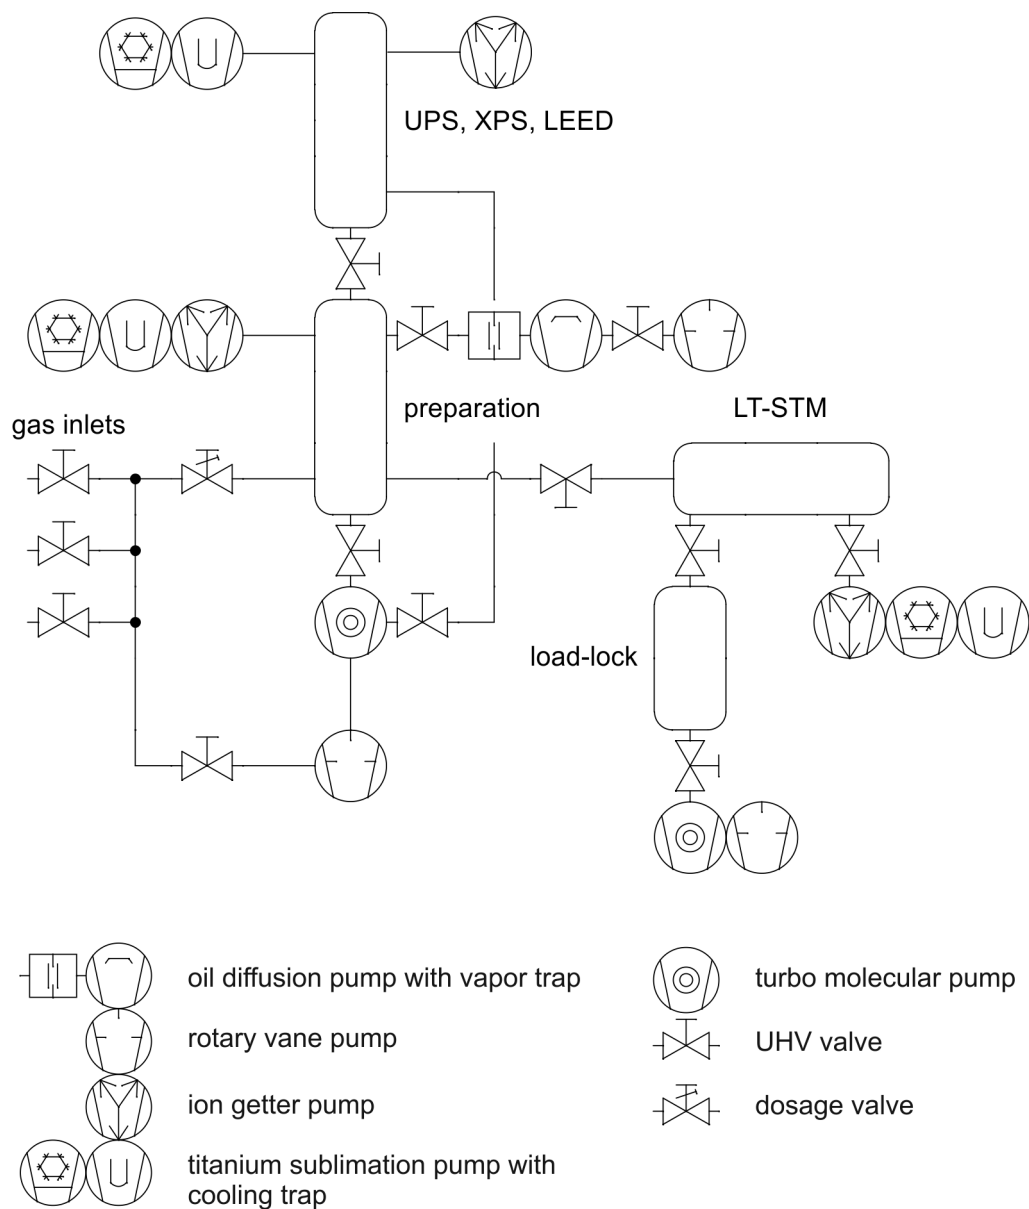 UPS, XPS, LEED
preparation
LT-STM
gas inlets
load-lock
oil diffusion pump with vapor trap
rotary vane pump
ion getter pump
titanium sublimation pump with
cooling trap
turbo molecular pump
UHV valve
dosage valve